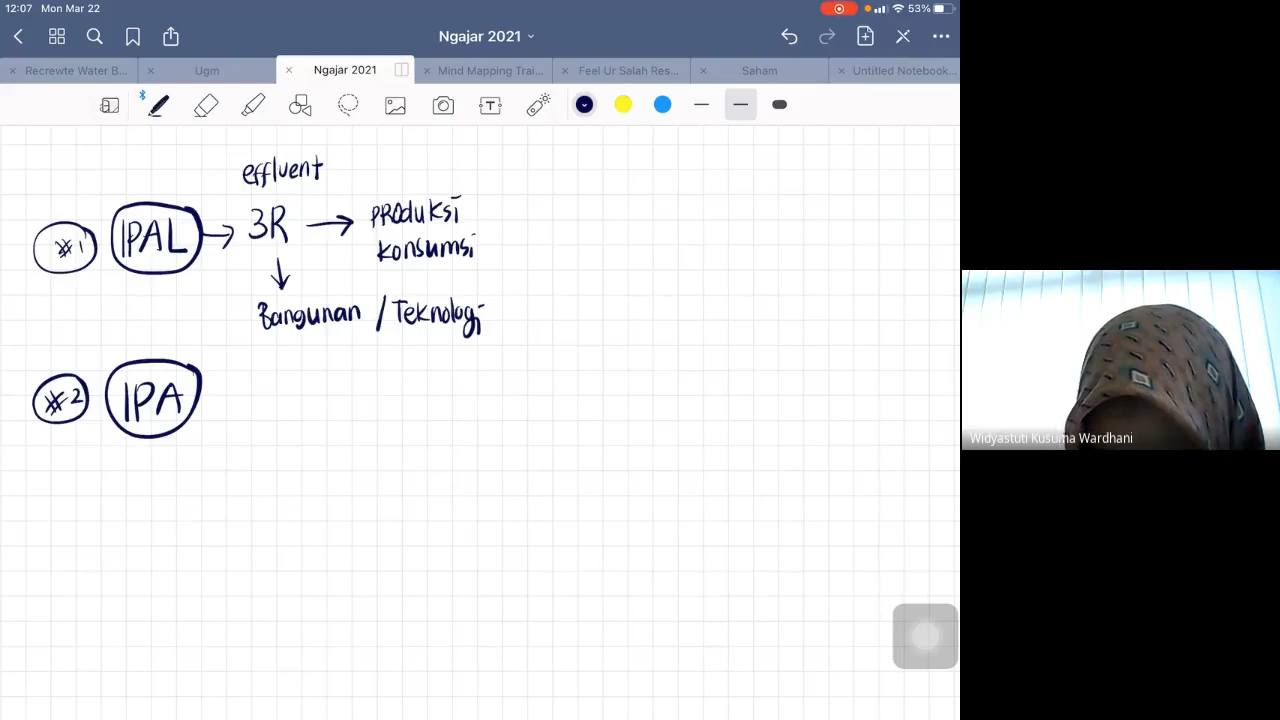 12:07 Mon Mar 22
53%
Ngajar 2021
Recrewte Water B...
Ugm
Ngajar 2021
Mind Mapping Trai...
Feel Ur Salah Res...
Saham
Untitled Notebook...
effluent
#1 IPAL → 3R → PRODUKSI
KONSUMSI
↓
Bangunan / Teknologi
#2 IPA
Widyastuti Kusuma Wardhani